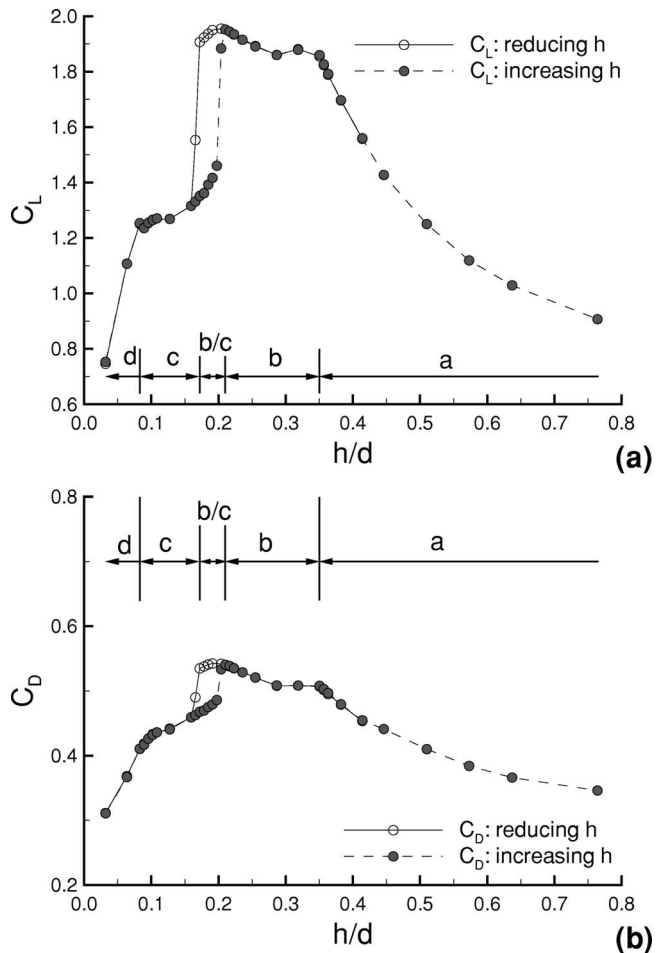 2.0
C_L: reducing h
C_L: increasing h
1.8
1.6
C_L
1.4
1.2
1.0
b/c
0.8
d c b a
0.6
0.0 0.1 0.2 0.3 0.4 0.5 0.6 0.7 0.8
h/d
(a)
0.8
b/c
d c b a
0.6
C_D
0.4
C_D: reducing h
C_D: increasing h
0.2
0.0 0.1 0.2 0.3 0.4 0.5 0.6 0.7 0.8
h/d
(b)